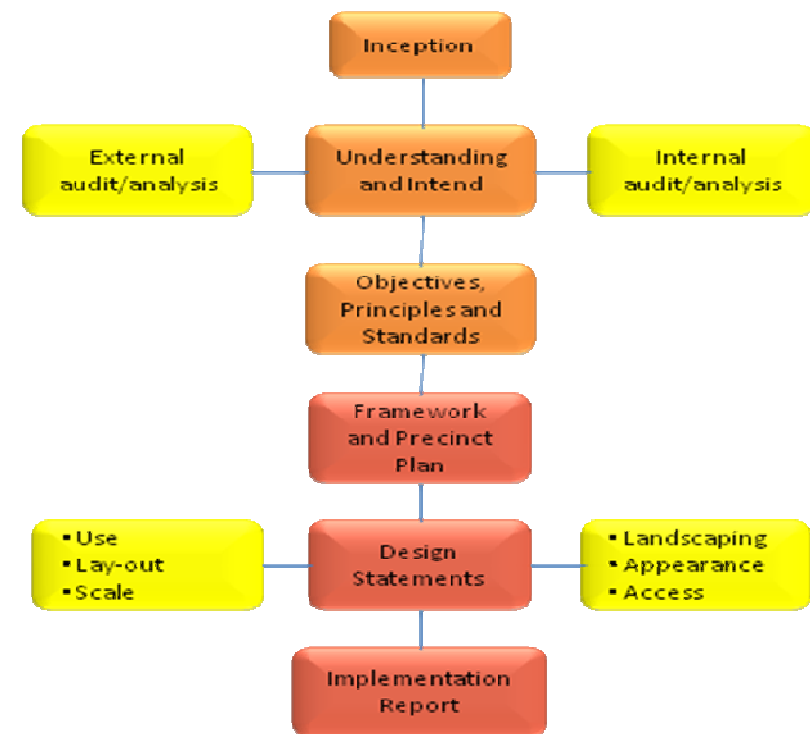 Inception
External
audit/analysis
Understanding
and Intend
Internal
audit/analysis
Objectives,
Principles and
Standards
Framework
and Precinct
Plan
▪ Use
▪ Lay-out
▪ Scale
Design
Statements
▪ Landscaping
▪ Appearance
▪ Access
Implementation
Report